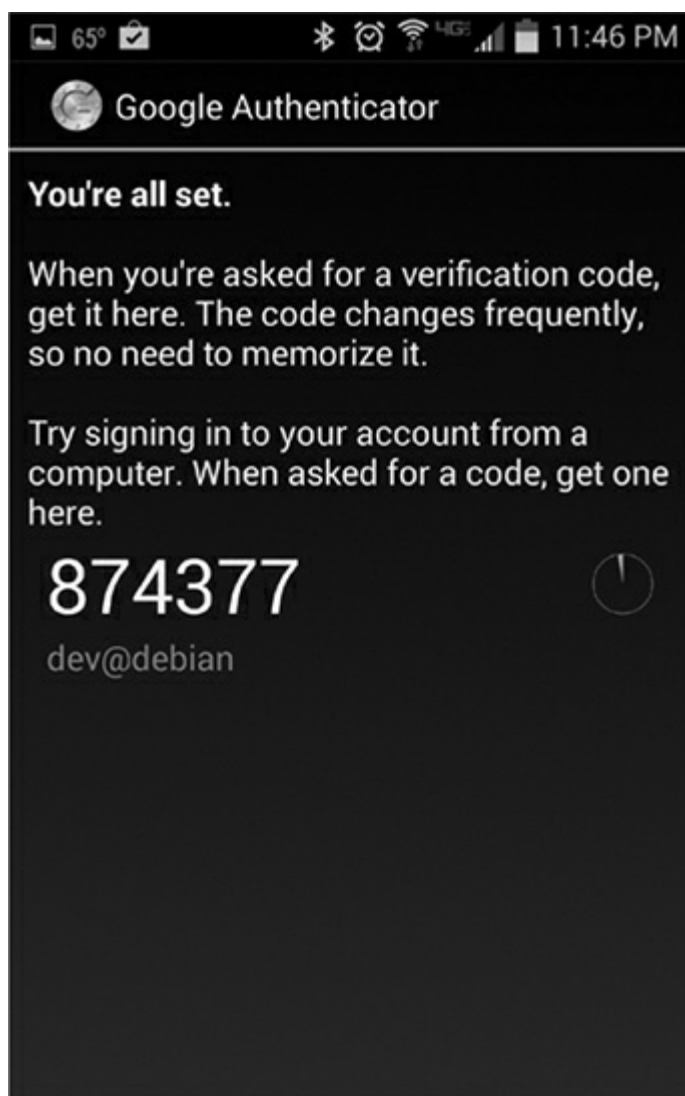 65° 4G 11:46 PM
Google Authenticator
You're all set.
When you're asked for a verification code,
get it here. The code changes frequently,
so no need to memorize it.
Try signing in to your account from a
computer. When asked for a code, get one
here.
874377
dev@debian